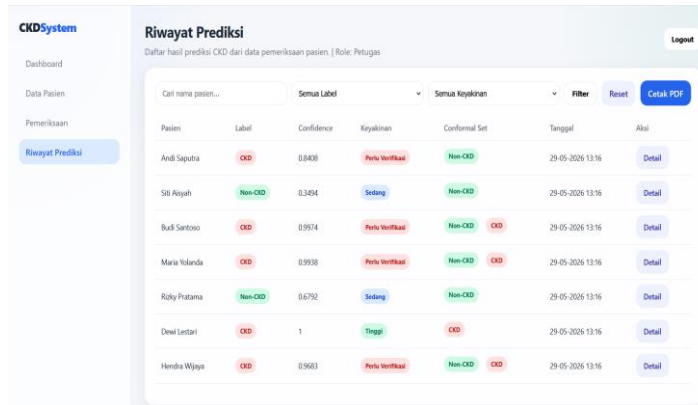 CKDSystem
Dashboard
Data Pasien
Pemeriksaan
Riwayat Prediksi
Riwayat Prediksi
Daftar hasil prediksi CKD dari data pemeriksaan pasien. | Role: Petugas
Logout
Cari nama pasien... Semua Label Semua Keyakinan Filter Reset Cetak PDF
Pasien Label Confidence Keyakinan Conformal Set Tanggal Aksi
Andi Saputra CKD 0.8408 Perlu Verifikasi Non-CKD 29-05-2026 13:16 Detail
Siti Aisyah Non-CKD 0.3494 Sedang Non-CKD 29-05-2026 13:16 Detail
Budi Santoso CKD 0.9974 Perlu Verifikasi Non-CKD CKD 29-05-2026 13:16 Detail
Maria Yolanda CKD 0.9938 Perlu Verifikasi Non-CKD CKD 29-05-2026 13:16 Detail
Rizky Pratama Non-CKD 0.6792 Sedang Non-CKD 29-05-2026 13:16 Detail
Dewi Lestari CKD 1 Tinggi CKD 29-05-2026 13:16 Detail
Hendra Wijaya CKD 0.9683 Perlu Verifikasi Non-CKD CKD 29-05-2026 13:16 Detail